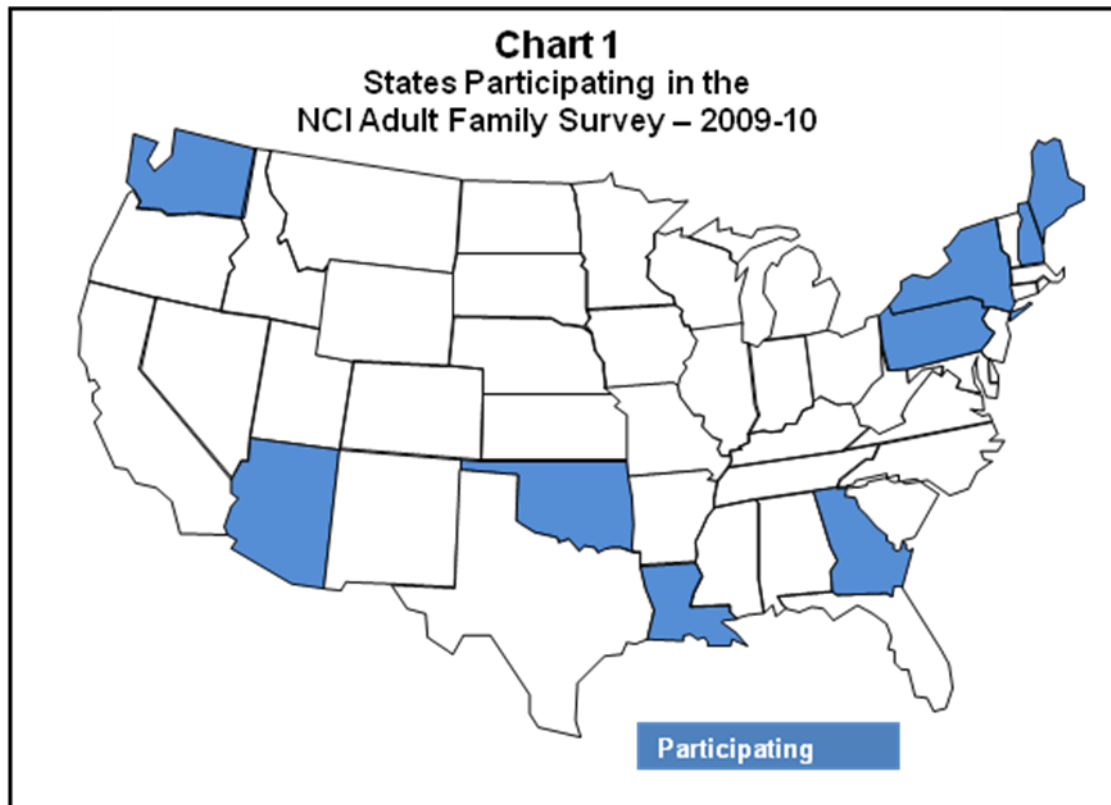 Chart 1
States Participating in the
NCI Adult Family Survey – 2009-10
Participating